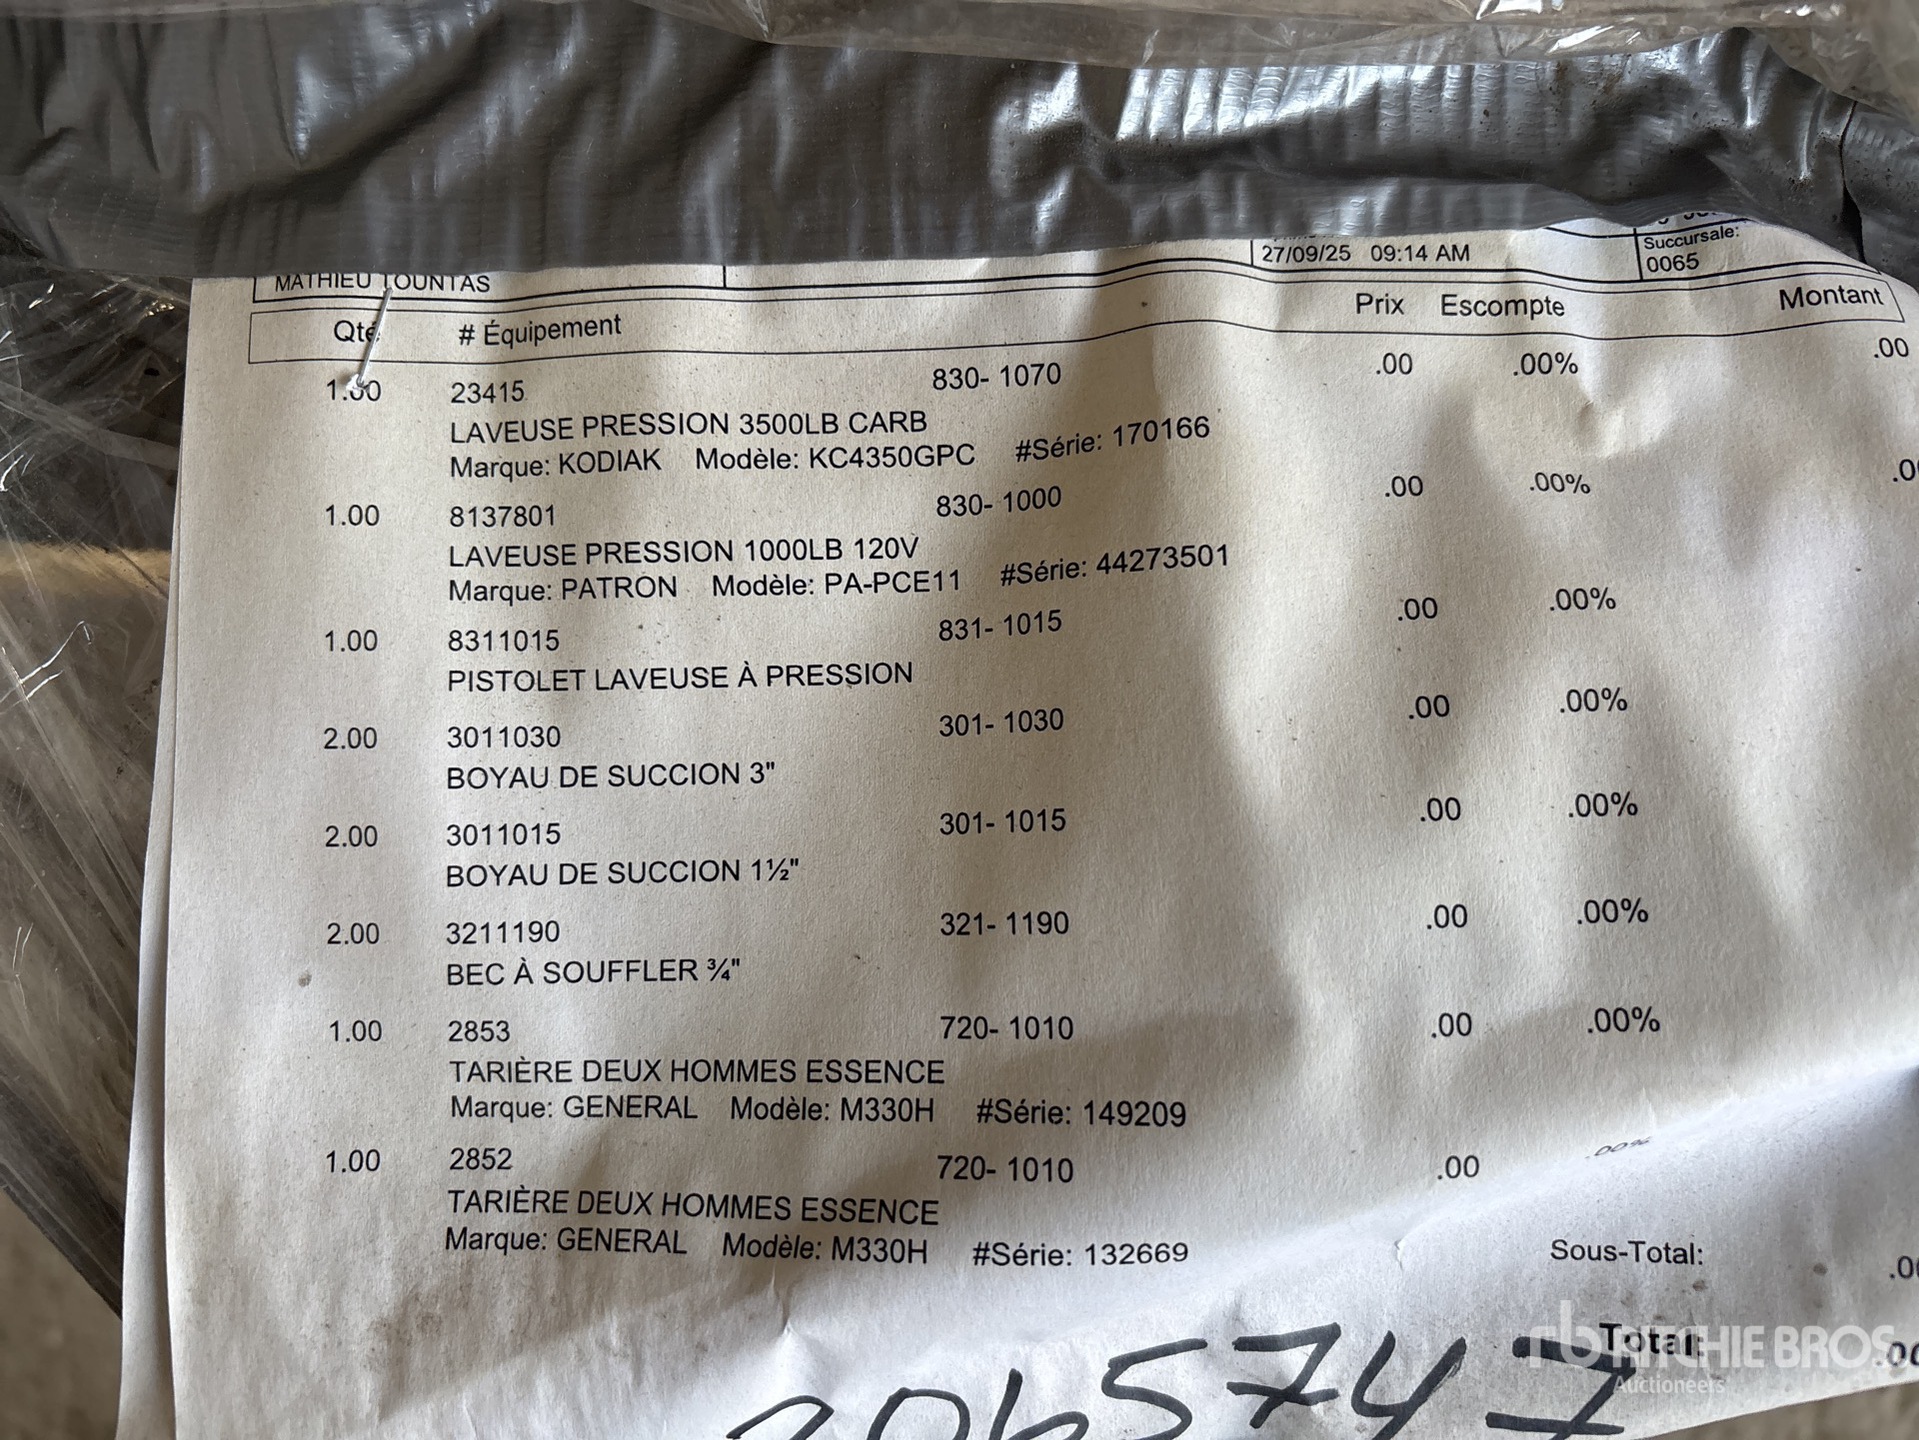 27/09/25 09:14 AM
Succursale:
0065
MATHIEU TOUNTAS
Qté # Équipement Prix Escompte Montant
1.00 23415 830- 1070 .00 .00% .00
LAVEUSE PRESSION 3500LB CARB
Marque: KODIAK Modèle: KC4350GPC #Série: 170166
1.00 8137801 830- 1000 .00 .00% .0
LAVEUSE PRESSION 1000LB 120V
Marque: PATRON Modèle: PA-PCE11 #Série: 44273501
1.00 8311015 831- 1015 .00 .00%
PISTOLET LAVEUSE À PRESSION
2.00 3011030 301- 1030 .00 .00%
BOYAU DE SUCCION 3"
2.00 3011015 301- 1015 .00 .00%
BOYAU DE SUCCION 1½"
2.00 3211190 321- 1190 .00 .00%
BEC À SOUFFLER ¾"
1.00 2853 720- 1010 .00 .00%
TARIÈRE DEUX HOMMES ESSENCE
Marque: GENERAL Modèle: M330H #Série: 149209
1.00 2852 720- 1010 .00 .00%
TARIÈRE DEUX HOMMES ESSENCE
Marque: GENERAL Modèle: M330H #Série: 132669
Sous-Total: .00
Total: .00
2065747
rb RITCHIE BROS.
Auctioneers